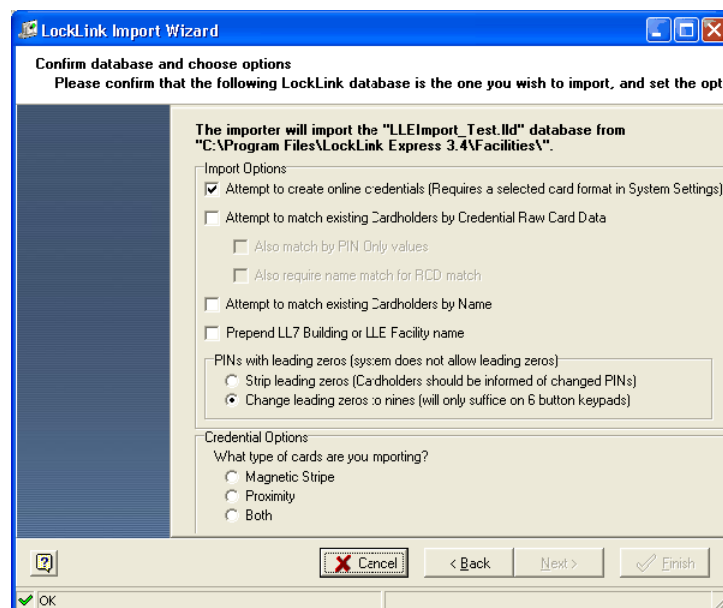 LockLink Import Wizard
Confirm database and choose options
Please confirm that the following LockLink database is the one you wish to import, and set the opt
The importer will import the "LLEImport_Test.lld" database from
"C:\Program Files\LockLink Express 3.4\Facilities\".
Import Options
Attempt to create online credentials (Requires a selected card format in System Settings)
Attempt to match existing Cardholders by Credential Raw Card Data
Also match by PIN Only values
Also require name match for RCD match
Attempt to match existing Cardholders by Name
Prepend LL7 Building or LLE Facility name
PINs with leading zeros (system does not allow leading zeros)
Strip leading zeros (Cardholders should be informed of changed PINs)
Change leading zeros to nines (will only suffice on 6 button keypads)
Credential Options
What type of cards are you importing?
Magnetic Stripe
Proximity
Both
Cancel
< Back
Next >
Finish
OK